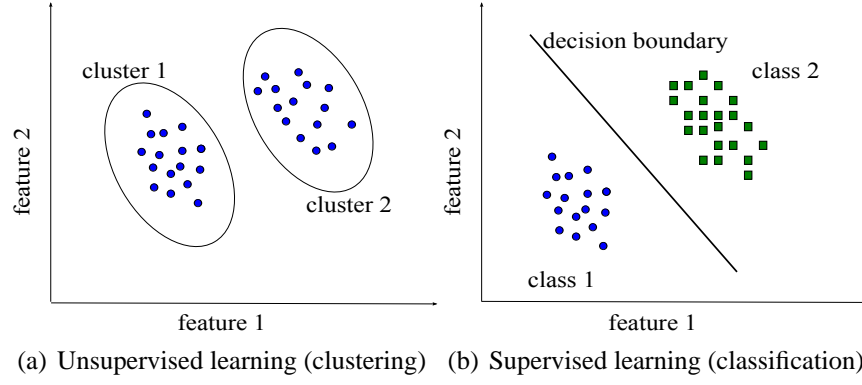 cluster 1
cluster 2
feature 2
feature 1
(a) Unsupervised learning (clustering)
decision boundary
class 2
class 1
feature 2
feature 1
(b) Supervised learning (classification)